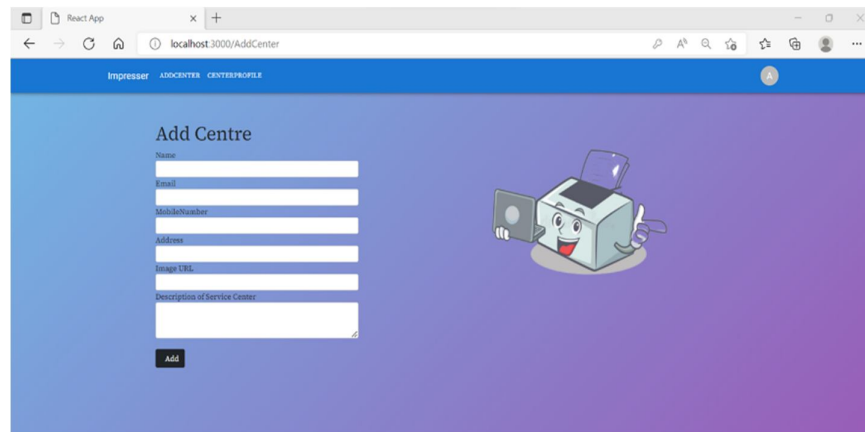 React App
localhost:3000/AddCenter
Impresser ADDCENTER CENTERPROFILE A
Add Centre
Name
Email
MobileNumber
Address
Image URL
Description of Service Center
Add